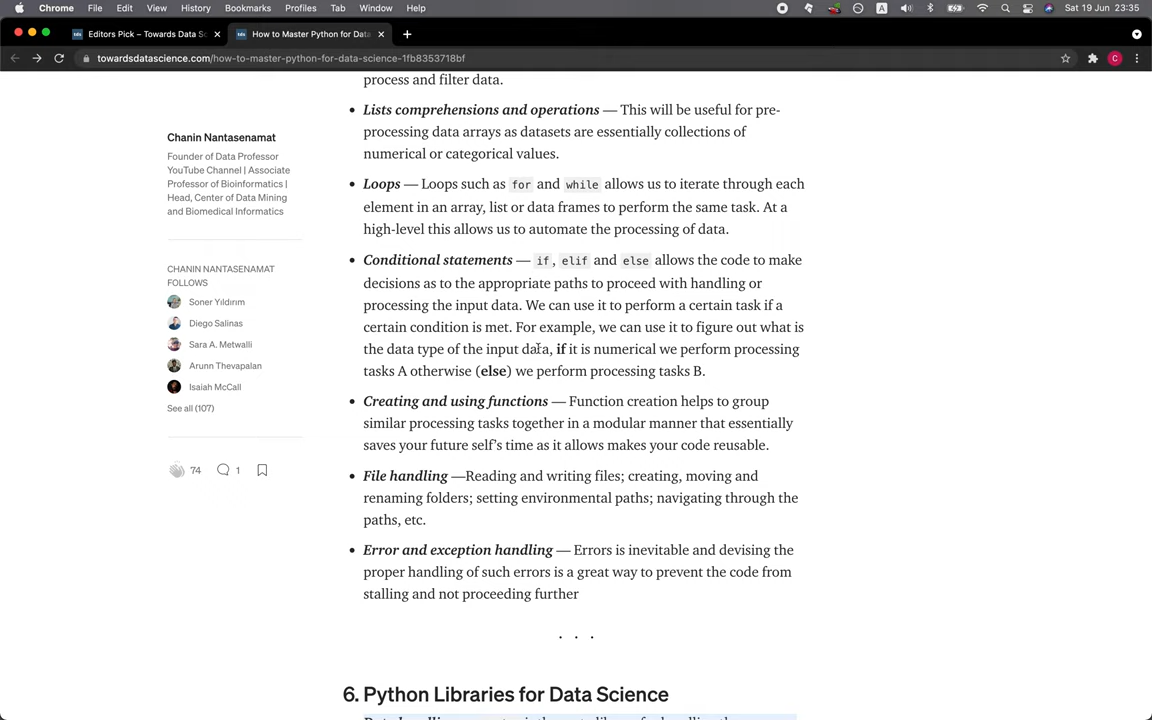 Chrome File Edit View History Bookmarks Profiles Tab Window Help A Sat 19 Jun 23:35
Editors Pick – Towards Data Sc How to Master Python for Data
towardsdatascience.com/how-to-master-python-for-data-science-1fb8353718bf C
process and filter data.
Lists comprehensions and operations — This will be useful for pre-
processing data arrays as datasets are essentially collections of
numerical or categorical values.
Loops — Loops such as for and while allows us to iterate through each
element in an array, list or data frames to perform the same task. At a
high-level this allows us to automate the processing of data.
Conditional statements — if, elif and else allows the code to make
decisions as to the appropriate paths to proceed with handling or
processing the input data. We can use it to perform a certain task if a
certain condition is met. For example, we can use it to figure out what is
the data type of the input data, if it is numerical we perform processing
tasks A otherwise (else) we perform processing tasks B.
Creating and using functions — Function creation helps to group
similar processing tasks together in a modular manner that essentially
saves your future self's time as it allows makes your code reusable.
File handling —Reading and writing files; creating, moving and
renaming folders; setting environmental paths; navigating through the
paths, etc.
Error and exception handling — Errors is inevitable and devising the
proper handling of such errors is a great way to prevent the code from
stalling and not proceeding further
. . .
6. Python Libraries for Data Science
Chanin Nantasenamat
Founder of Data Professor
YouTube Channel | Associate
Professor of Bioinformatics |
Head, Center of Data Mining
and Biomedical Informatics
CHANIN NANTASENAMAT
FOLLOWS
Soner Yıldırım
Diego Salinas
Sara A. Metwalli
Arunn Thevapalan
Isaiah McCall
See all (107)
74 1